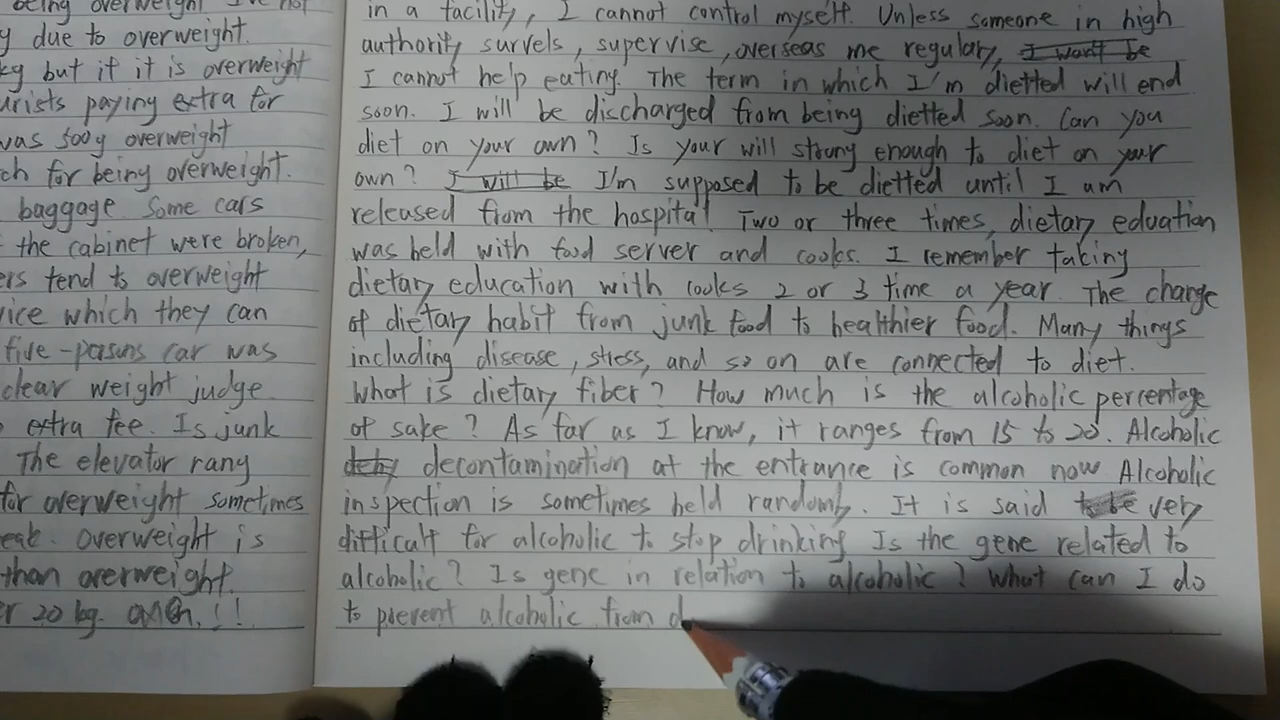 being overweight I've not
y due to overweight.
kg but if it is overweight
urists paying extra for
was 500g overweight
ch for being overweight.
baggage Some cars
the cabinet were broken,
ers tend to overweight
vice which they can
five-persons car was
clear weight judge
extra fee. Is junk
The elevator rang
for overweight sometimes
eat. overweight is
than overweight.
er 20 kg. !!
in a facility, I cannot control myself. Unless someone in high
authority survels, supervise, overseas me regular, I won't be
I cannot help eating. The term in which I'm dietted will end
soon. I will be discharged from being dietted soon. Can you
diet on your own? Is your will strong enough to diet on your
own? I will be I'm supposed to be dietted until I am
released from the hospital Two or three times, dietary eduation
was held with food server and cooks. I remember taking
dietary education with cooks 2 or 3 time a year. The charge
of dietary habit from junk food to healthier food. Many things
including disease, stress, and so on are connected to diet.
What is dietary fiber? How much is the alcoholic percentage
of sake? As far as I know, it ranges from 15 to 20. Alcoholic
decontamination at the entrance is common now Alcoholic
inspection is sometimes held randomly. It is said to be very
difficult for alcoholic to stop drinking Is the gene related to
alcoholic? Is gene in relation to alcoholic? What can I do
to prevent alcoholic from d